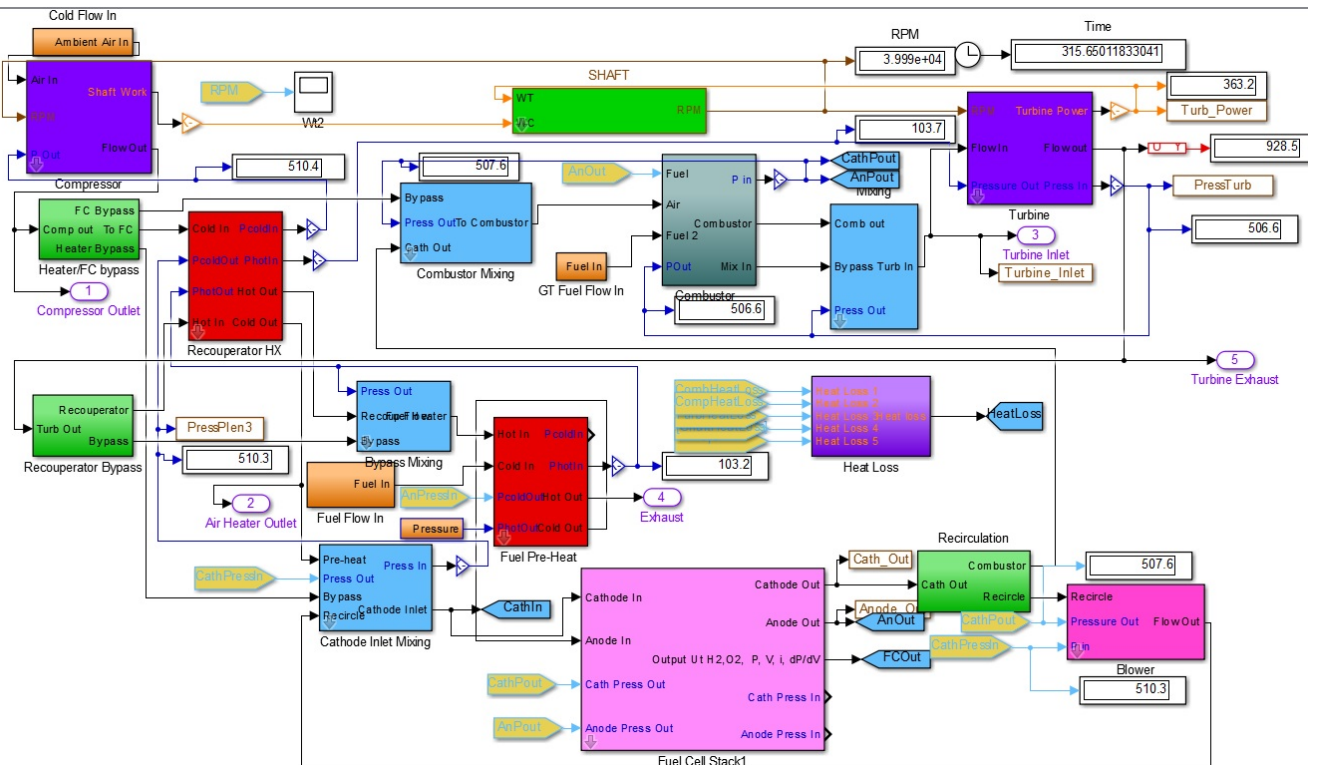 Cold Flow In
Ambient Air In
Air In
Shaft Work
RPM
P Out
FlowOut
Compressor
RPM
Wt2
510.4
SHAFT
WT
WC
RPM
RPM
3.999e+04
Time
315.65011833041
363.2
Turb_Power
103.7
RPM
Turbine Power
FlowIn
Flowout
Pressure Out
Press In
Turbine
U Y
928.5
PressTurb
506.6
3
Turbine Inlet
Turbine_Inlet
FC Bypass
Comp out
To FC
Heater Bypass
Heater/FC bypass
1
Compressor Outlet
Cold In
PcoldIn
PcoldOut
PhotIn
PhotOut
Hot Out
Hot In
Cold Out
Recouperator HX
507.6
Bypass
Press Out
To Combustor
Cath Out
Combustor Mixing
AnOut
Fuel
P in
Air
Combustor
Fuel 2
POut
Mix In
Combustor
Fuel In
GT Fuel Flow In
506.6
CathPout
AnPout
Mixing
Comb out
Bypass
Turb In
Press Out
5
Turbine Exhaust
Recouperator
Turb Out
Bypass
Recouperator Bypass
PressPlen3
510.3
2
Air Heater Outlet
Press Out
Bypass
Bypass Mixing
Fuel In
Fuel Flow In
AnPressIn
Pressure
Hot In
PcoldIn
Cold In
PhotIn
PcoldOut
Hot Out
PhotOut
Cold Out
Fuel Pre-Heat
103.2
4
Exhaust
CombHeatLoss
CompHeatLoss
Heat Loss 1
Heat Loss 2
Heat Loss 3
Heat loss
Heat Loss 4
Heat Loss 5
Heat Loss
HeatLoss
CathPressIn
Pre-heat
Press In
Press Out
Bypass
Cathode Inlet
Recircle
Cathode Inlet Mixing
CathIn
Cathode In
Cathode Out
Anode Out
Anode In
Output Ut H2,O2, P, V, i, dP/dV
Cath Press Out
Cath Press In
Anode Press Out
Anode Press In
Fuel Cell Stack1
CathPout
AnPout
Cath_Out
AnOut
FCOut
Recirculation
Combustor
Cath Out
Recircle
507.6
CathPout
CathPressIn
Recircle
Pressure Out
FlowOut
Pin
Blower
510.3